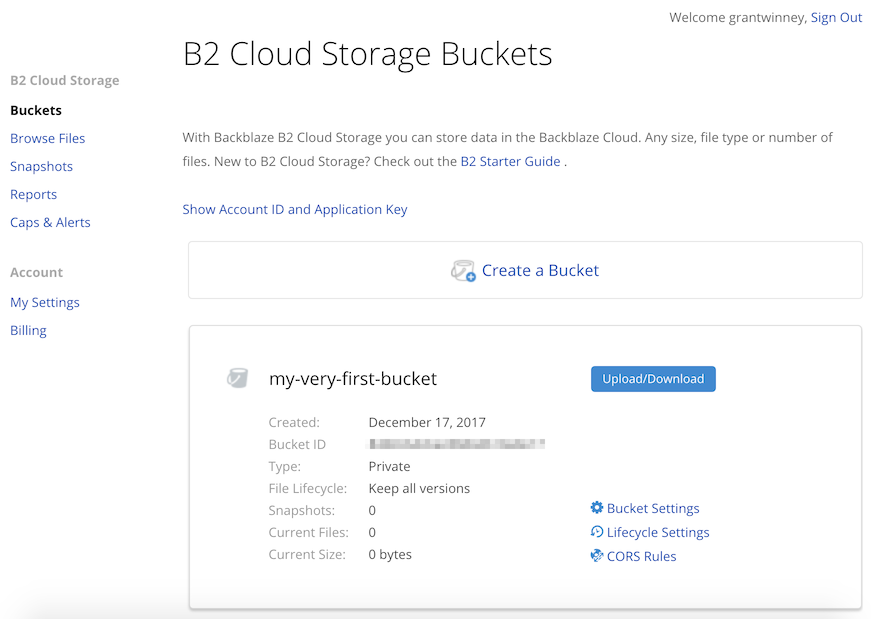 Welcome grantwinney, Sign Out
B2 Cloud Storage Buckets
B2 Cloud Storage
Buckets
Browse Files
Snapshots
Reports
Caps & Alerts
Account
My Settings
Billing
With Backblaze B2 Cloud Storage you can store data in the Backblaze Cloud. Any size, file type or number of
files. New to B2 Cloud Storage? Check out the B2 Starter Guide .
Show Account ID and Application Key
Create a Bucket
my-very-first-bucket
Upload/Download
Created: December 17, 2017
Bucket ID
Type: Private
File Lifecycle: Keep all versions
Snapshots: 0
Current Files: 0
Current Size: 0 bytes
Bucket Settings
Lifecycle Settings
CORS Rules